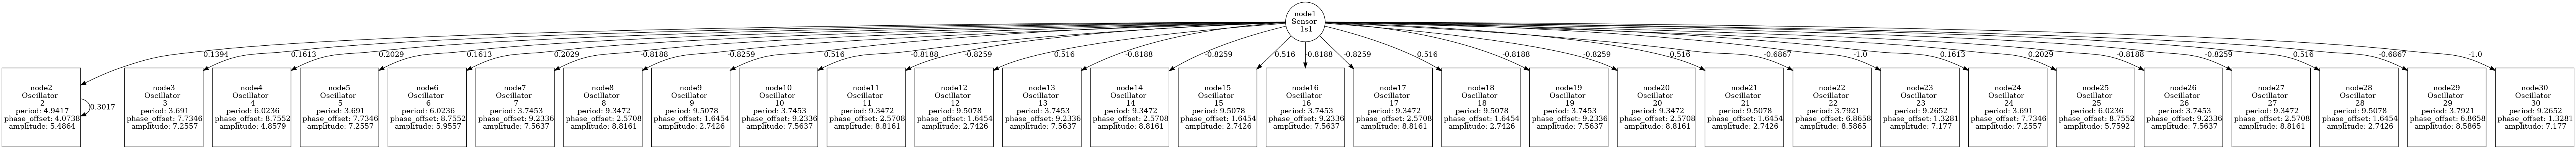 node1
Sensor
1s1
0.1394
0.1613
0.2029
0.1613
0.2029
-0.8188
-0.8259
0.516
-0.8188
-0.8259
0.516
-0.8188
-0.8259
0.516
-0.8188
-0.8259
0.516
-0.8188
-0.8259
0.516
-0.6867
-1.0
0.1613
0.2029
-0.8188
-0.8259
0.516
-0.6867
-1.0
node2
Oscillator
2
period: 4.9417
phase_offset: 4.0738
amplitude: 5.4864
0.3017
node3
Oscillator
3
period: 3.691
phase_offset: 7.7346
amplitude: 7.2557
node4
Oscillator
4
period: 6.0236
phase_offset: 8.7552
amplitude: 4.8579
node5
Oscillator
5
period: 3.691
phase_offset: 7.7346
amplitude: 7.2557
node6
Oscillator
6
period: 6.0236
phase_offset: 8.7552
amplitude: 5.9557
node7
Oscillator
7
period: 3.7453
phase_offset: 9.2336
amplitude: 7.5637
node8
Oscillator
8
period: 9.3472
phase_offset: 2.5708
amplitude: 8.8161
node9
Oscillator
9
period: 9.5078
phase_offset: 1.6454
amplitude: 2.7426
node10
Oscillator
10
period: 3.7453
phase_offset: 9.2336
amplitude: 7.5637
node11
Oscillator
11
period: 9.3472
phase_offset: 2.5708
amplitude: 8.8161
node12
Oscillator
12
period: 9.5078
phase_offset: 1.6454
amplitude: 2.7426
node13
Oscillator
13
period: 3.7453
phase_offset: 9.2336
amplitude: 7.5637
node14
Oscillator
14
period: 9.3472
phase_offset: 2.5708
amplitude: 8.8161
node15
Oscillator
15
period: 9.5078
phase_offset: 1.6454
amplitude: 2.7426
node16
Oscillator
16
period: 3.7453
phase_offset: 9.2336
amplitude: 7.5637
node17
Oscillator
17
period: 9.3472
phase_offset: 2.5708
amplitude: 8.8161
node18
Oscillator
18
period: 9.5078
phase_offset: 1.6454
amplitude: 2.7426
node19
Oscillator
19
period: 3.7453
phase_offset: 9.2336
amplitude: 7.5637
node20
Oscillator
20
period: 9.3472
phase_offset: 2.5708
amplitude: 8.8161
node21
Oscillator
21
period: 9.5078
phase_offset: 1.6454
amplitude: 2.7426
node22
Oscillator
22
period: 3.7921
phase_offset: 6.8658
amplitude: 8.5865
node23
Oscillator
23
period: 9.2652
phase_offset: 1.3281
amplitude: 7.177
node24
Oscillator
24
period: 3.691
phase_offset: 7.7346
amplitude: 7.2557
node25
Oscillator
25
period: 6.0236
phase_offset: 8.7552
amplitude: 5.7592
node26
Oscillator
26
period: 3.7453
phase_offset: 9.2336
amplitude: 7.5637
node27
Oscillator
27
period: 9.3472
phase_offset: 2.5708
amplitude: 8.8161
node28
Oscillator
28
period: 9.5078
phase_offset: 1.6454
amplitude: 2.7426
node29
Oscillator
29
period: 3.7921
phase_offset: 6.8658
amplitude: 8.5865
node30
Oscillator
30
period: 9.2652
phase_offset: 1.3281
amplitude: 7.177